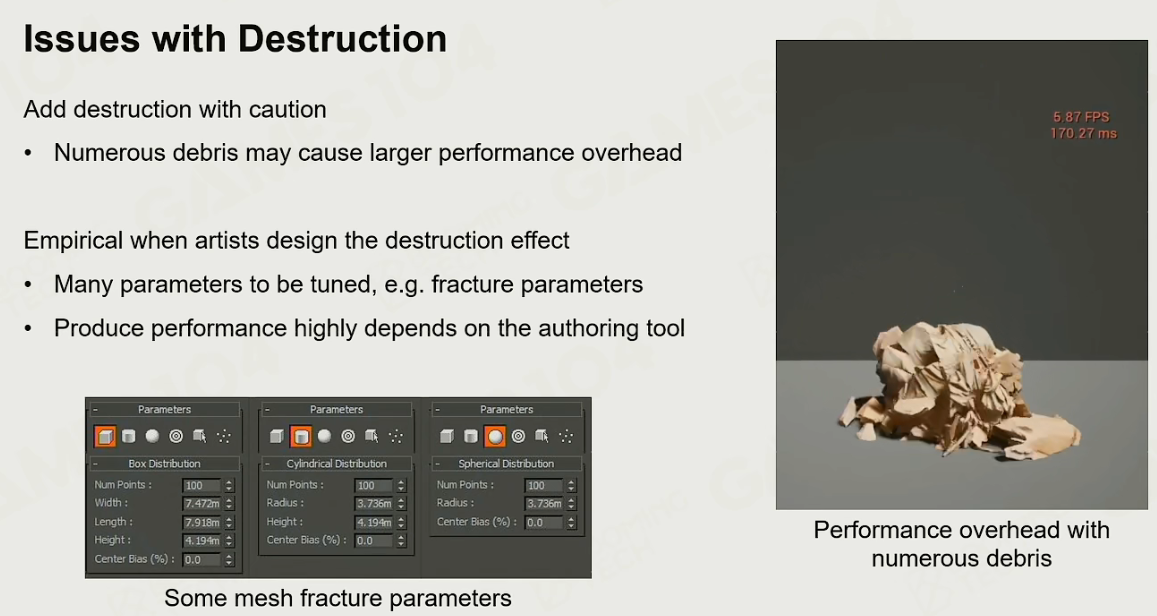 Issues with Destruction
Add destruction with caution
• Numerous debris may cause larger performance overhead
Empirical when artists design the destruction effect
• Many parameters to be tuned, e.g. fracture parameters
• Produce performance highly depends on the authoring tool
5.87 FPS
170.27 ms
Performance overhead with
numerous debris
- Parameters
- Box Distribution
Num Points : 100
Width : 7.472m
Length : 7.918m
Height : 4.194m
Center Bias (%) : 0.0
- Parameters
- Cylindrical Distribution
Num Points : 100
Radius : 3.736m
Height : 4.194m
Center Bias (%) : 0.0
- Parameters
- Spherical Distribution
Num Points : 100
Radius : 3.736m
Center Bias (%) : 0.0
Some mesh fracture parameters
GAMES104